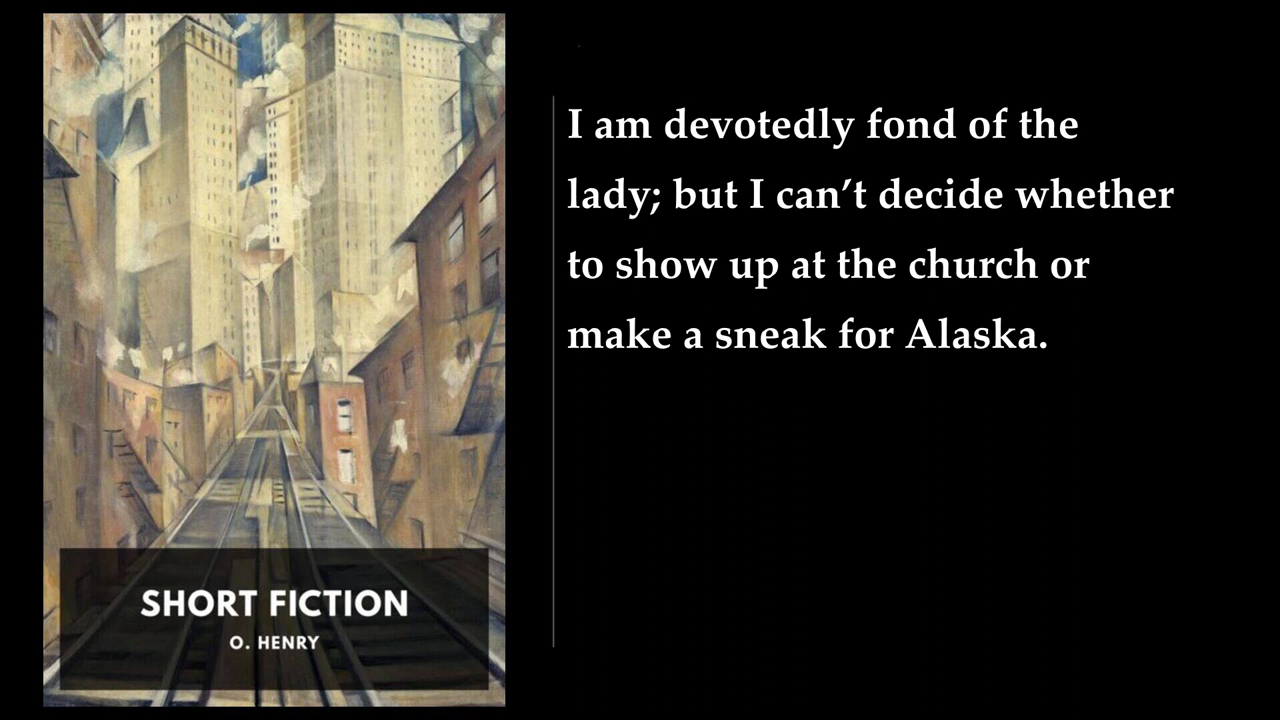 SHORT FICTION
O. HENRY
I am devotedly fond of the
lady; but I can’t decide whether
to show up at the church or
make a sneak for Alaska.